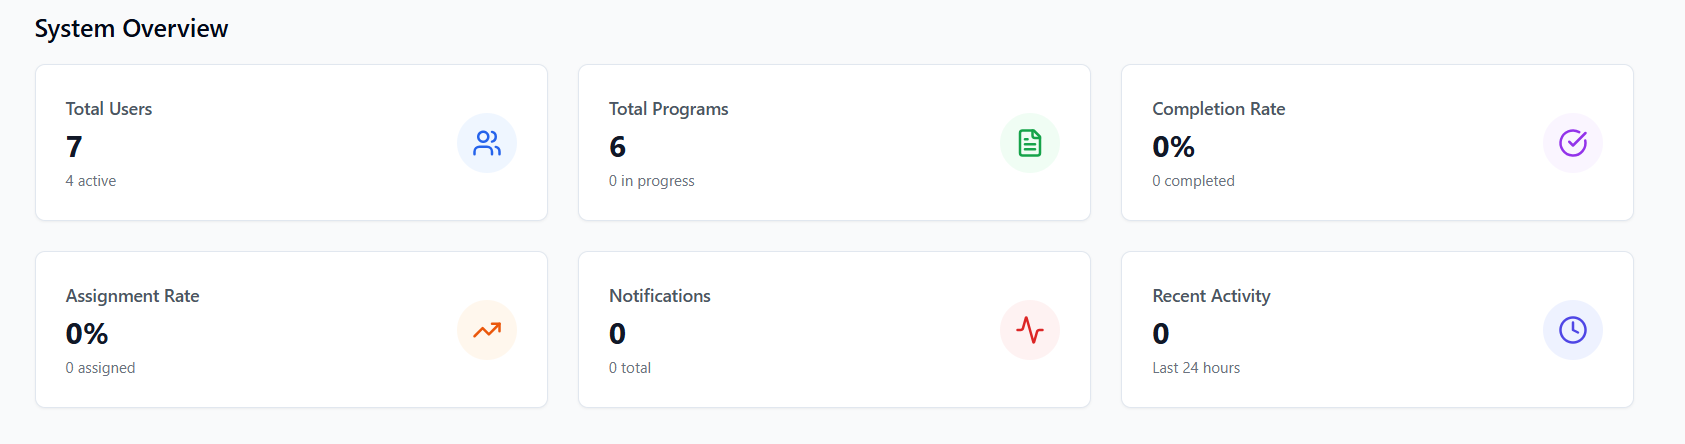 System Overview
Total Users
7
4 active
Total Programs
6
0 in progress
Completion Rate
0%
0 completed
Assignment Rate
0%
0 assigned
Notifications
0
0 total
Recent Activity
0
Last 24 hours